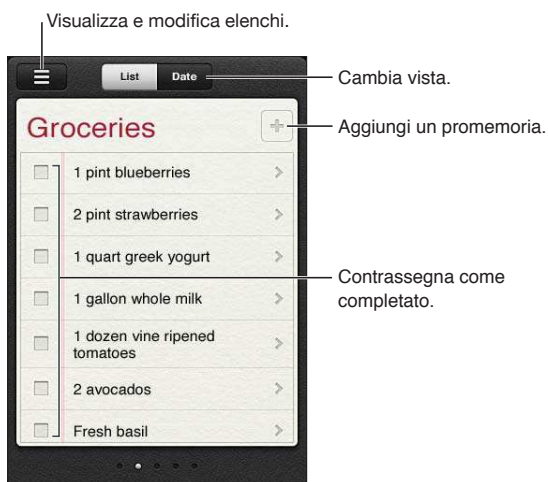 Visualizza e modifica elenchi.
List Date
Cambia vista.
Groceries
Aggiungi un promemoria.
1 pint blueberries
2 pint strawberries
1 quart greek yogurt
Contrassegna come
completato.
1 gallon whole milk
1 dozen vine ripened
tomatoes
2 avocados
Fresh basil